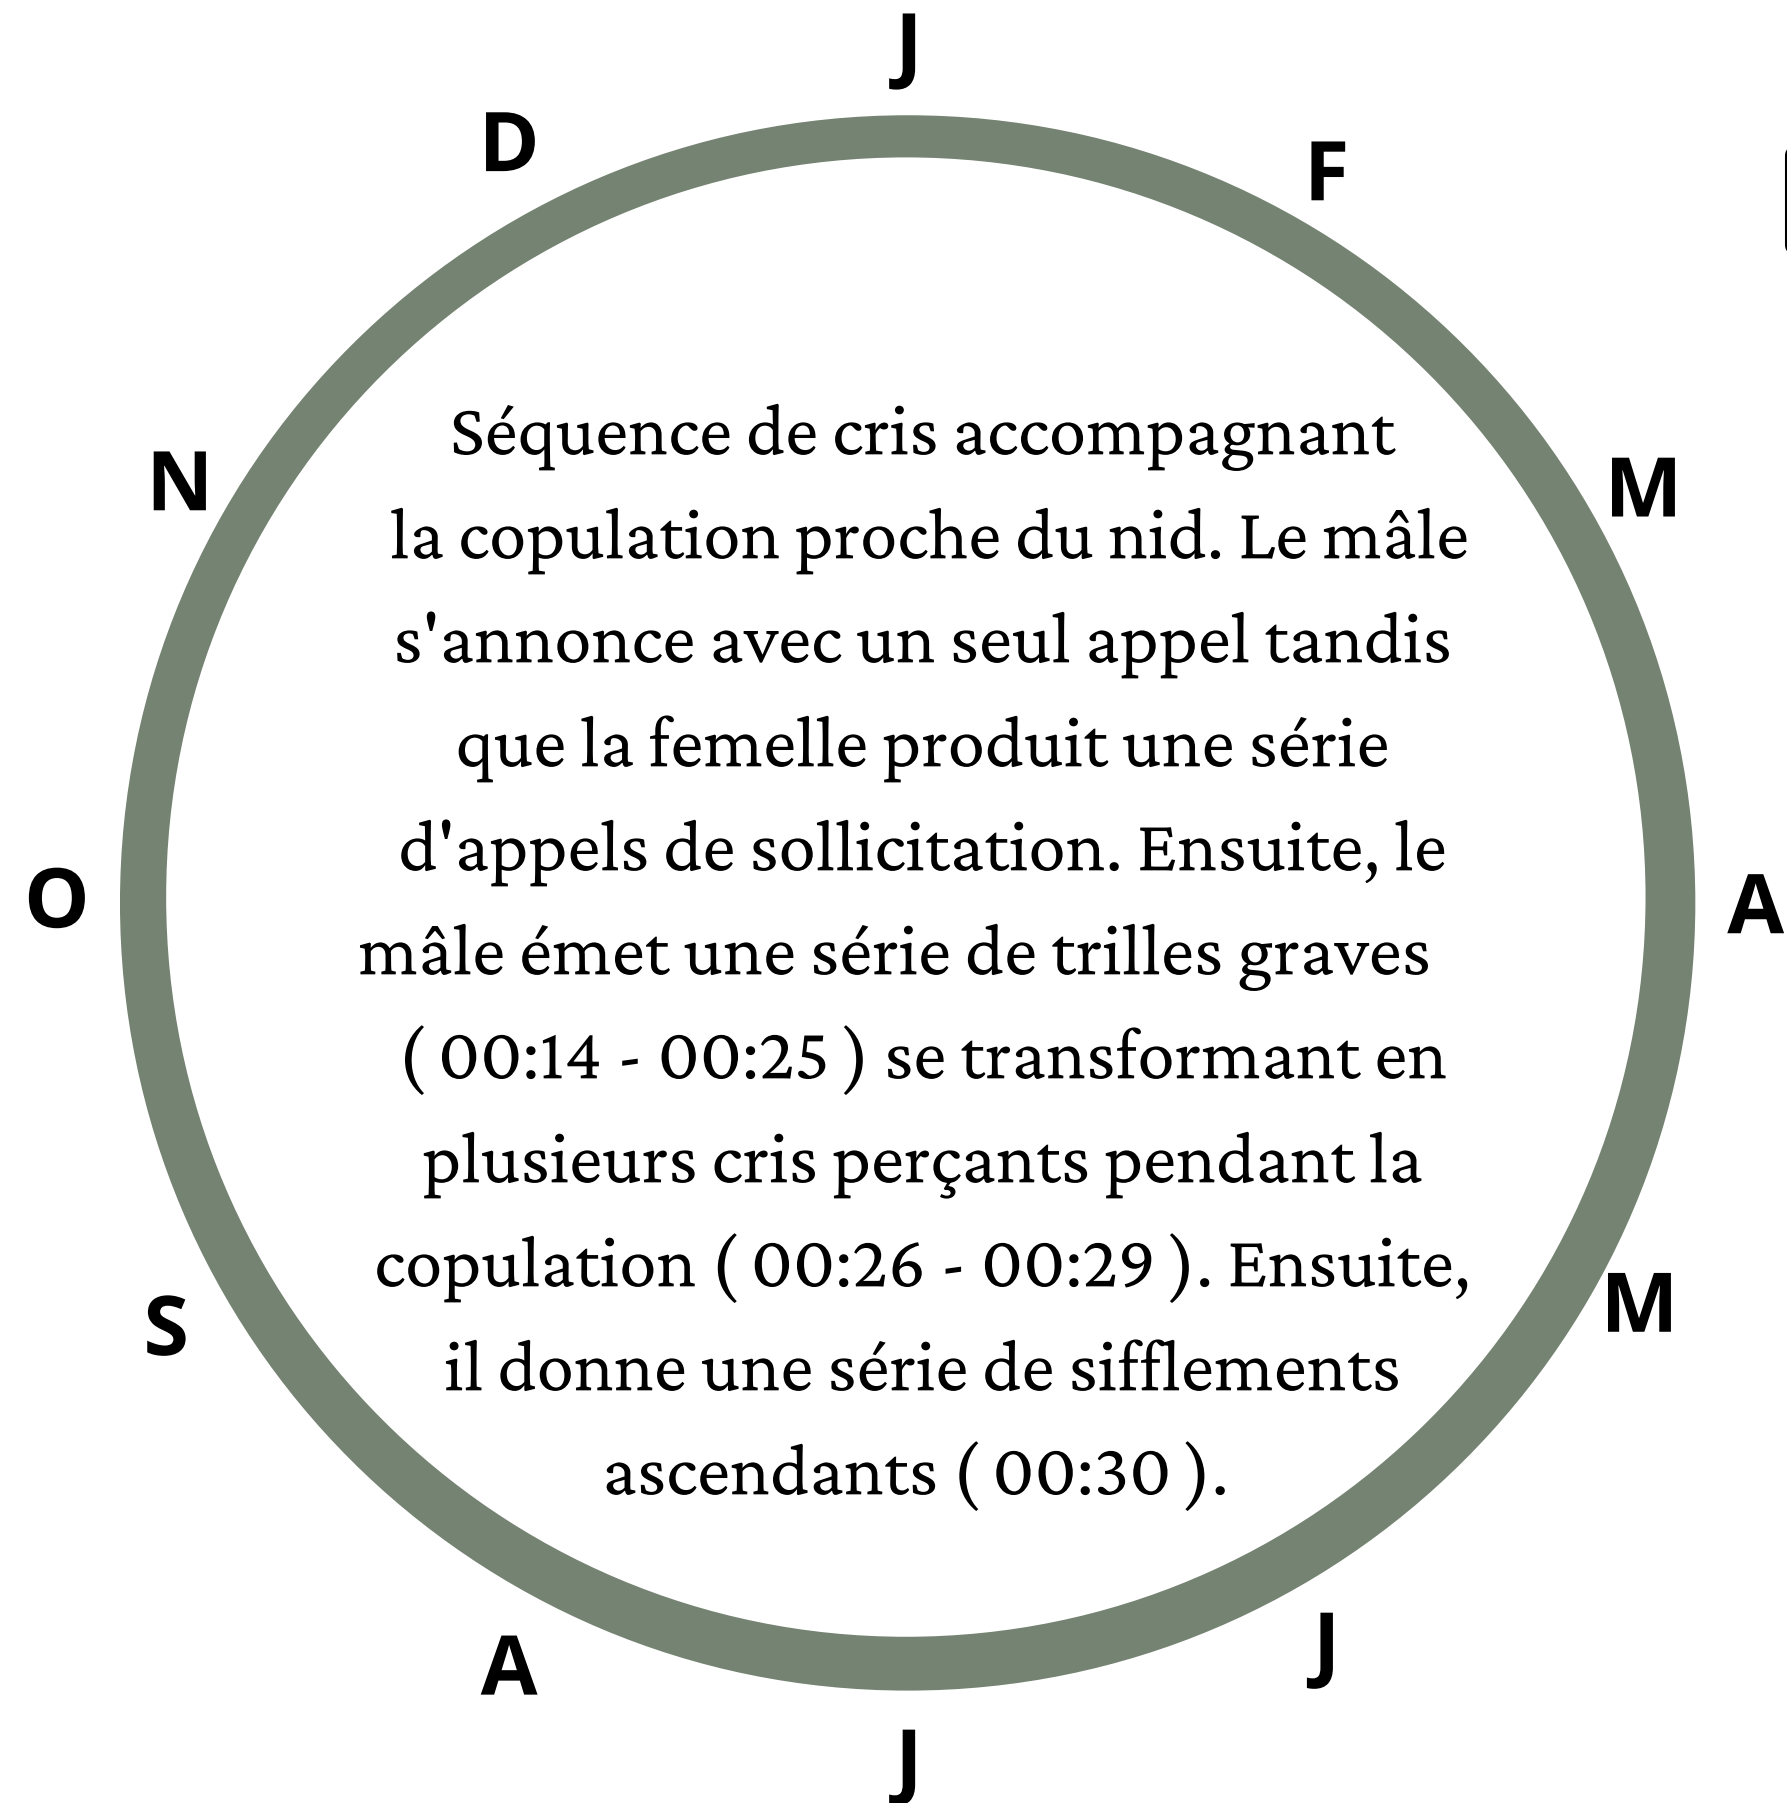 J
D
F
N
M
Séquence de cris accompagnant
la copulation proche du nid. Le mâle
s'annonce avec un seul appel tandis
que la femelle produit une série
d'appels de sollicitation. Ensuite, le
O
A
mâle émet une série de trilles graves
( 00:14 - 00:25 ) se transformant en
plusieurs cris perçants pendant la
copulation ( 00:26 - 00:29 ). Ensuite,
S
M
il donne une série de sifflements
ascendants ( 00:30 ).
A
J
J